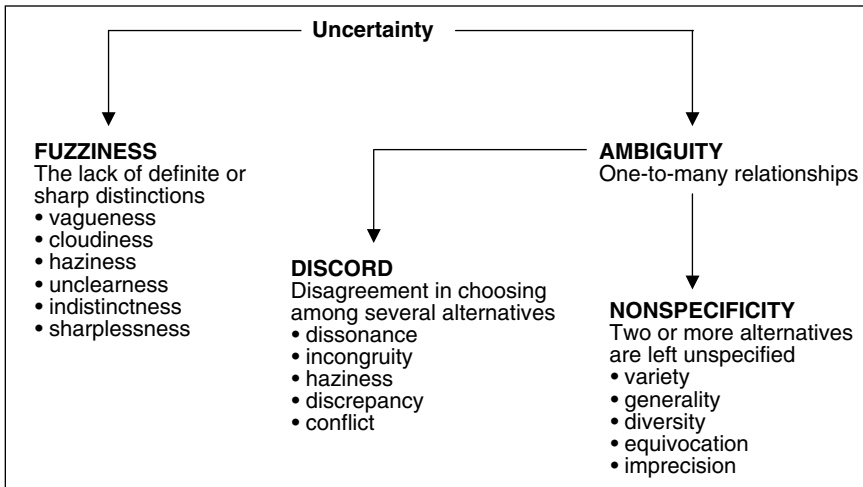 Uncertainty
FUZZINESS
The lack of definite or
sharp distinctions
• vagueness
• cloudiness
• haziness
• unclearness
• indistinctness
• sharplessness
AMBIGUITY
One-to-many relationships
DISCORD
Disagreement in choosing
among several alternatives
• dissonance
• incongruity
• haziness
• discrepancy
• conflict
NONSPECIFICITY
Two or more alternatives
are left unspecified
• variety
• generality
• diversity
• equivocation
• imprecision